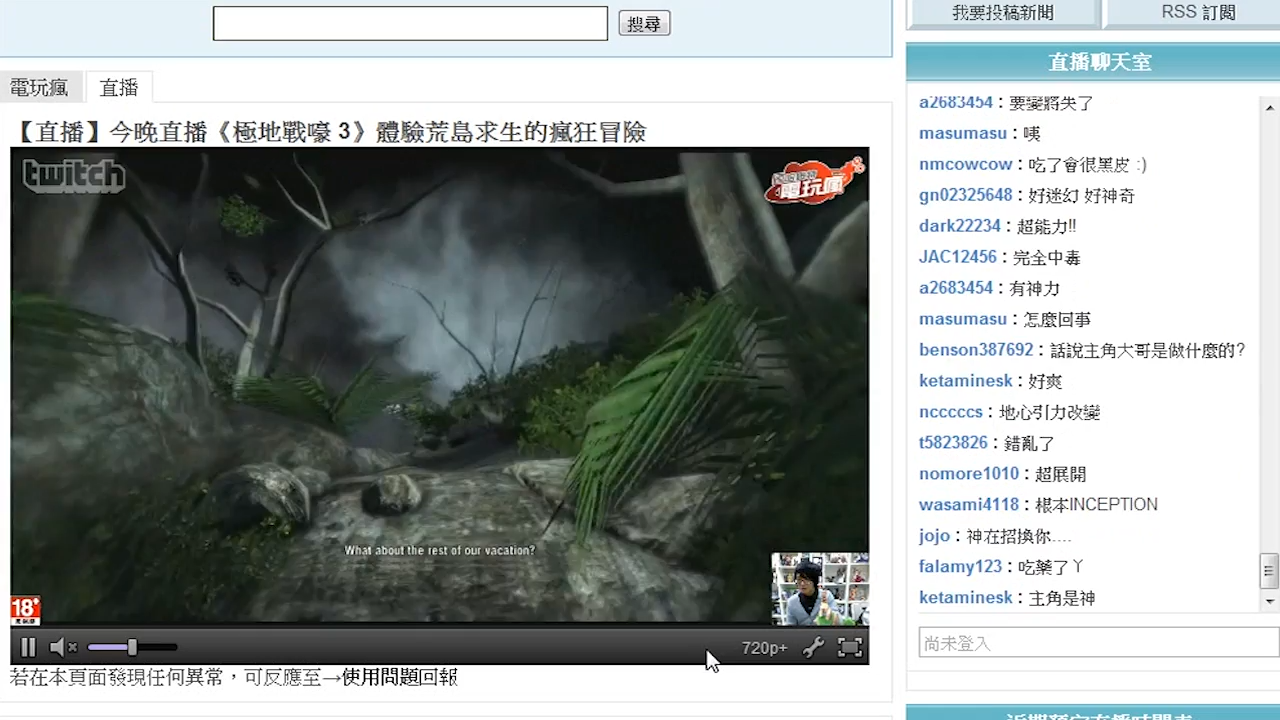 搜尋
我要投稿新聞
RSS 訂閱
直播聊天室
電玩瘋
直播
【直播】今晚直播《極地戰嚎 3》體驗荒島求生的瘋狂冒險
twitch
電玩瘋
What about the rest of our vacation?
18+
720p+
若在本頁面發現任何異常，可反應至→使用問題回報
a2683454：要變將失了
masumasu：咦
nmcowcow：吃了會很黑皮 :)
gn02325648：好迷幻 好神奇
dark22234：超能力!!
JAC12456：完全中毒
a2683454：有神力
masumasu：怎麼回事
benson387692：話說主角大哥是做什麼的?
ketaminesk：好爽
ncccccs：地心引力改變
t5823826：錯亂了
nomore1010：超展開
wasami4118：根本INCEPTION
jojo：神在招換你....
falamy123：吃藥了ㄚ
ketaminesk：主角是神
尚未登入